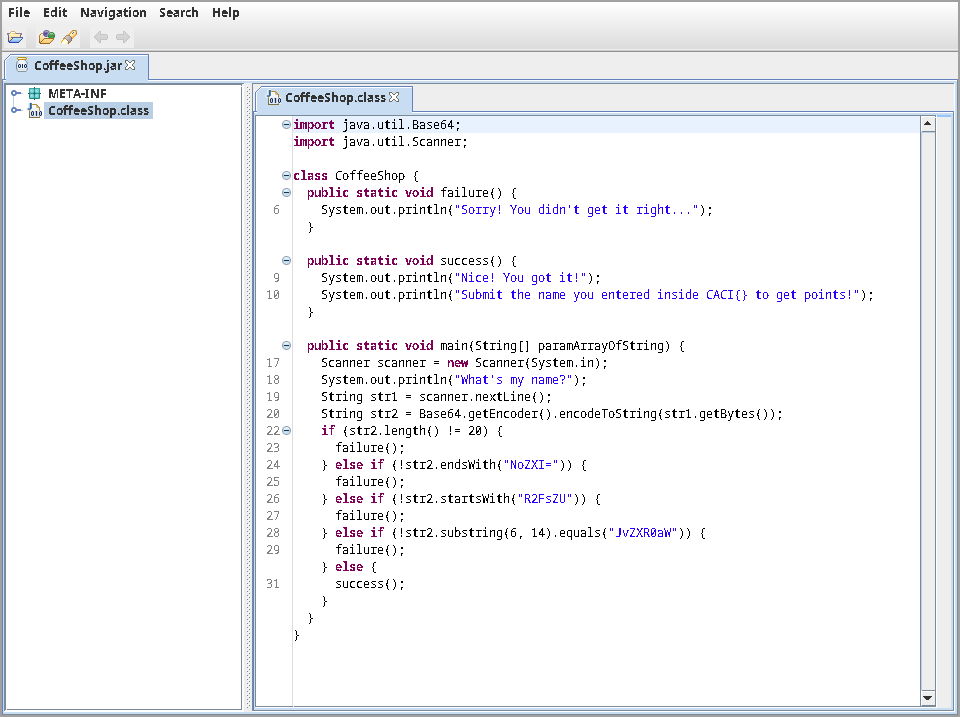 File Edit Navigation Search Help
CoffeeShop.jar
META-INF
CoffeeShop.class
CoffeeShop.class
import java.util.Base64;
import java.util.Scanner;
class CoffeeShop {
public static void failure() {
6 System.out.println("Sorry! You didn't get it right...");
}
public static void success() {
9 System.out.println("Nice! You got it!");
10 System.out.println("Submit the name you entered inside CACI{} to get points!");
}
public static void main(String[] paramArrayOfString) {
17 Scanner scanner = new Scanner(System.in);
18 System.out.println("What's my name?");
19 String str1 = scanner.nextLine();
20 String str2 = Base64.getEncoder().encodeToString(str1.getBytes());
22 if (str2.length() != 20) {
23 failure();
24 } else if (!str2.endsWith("NoZXI=")) {
25 failure();
26 } else if (!str2.startsWith("R2FsZU")) {
27 failure();
28 } else if (!str2.substring(6, 14).equals("JvZXR0aW")) {
29 failure();
} else {
31 success();
}
}
}